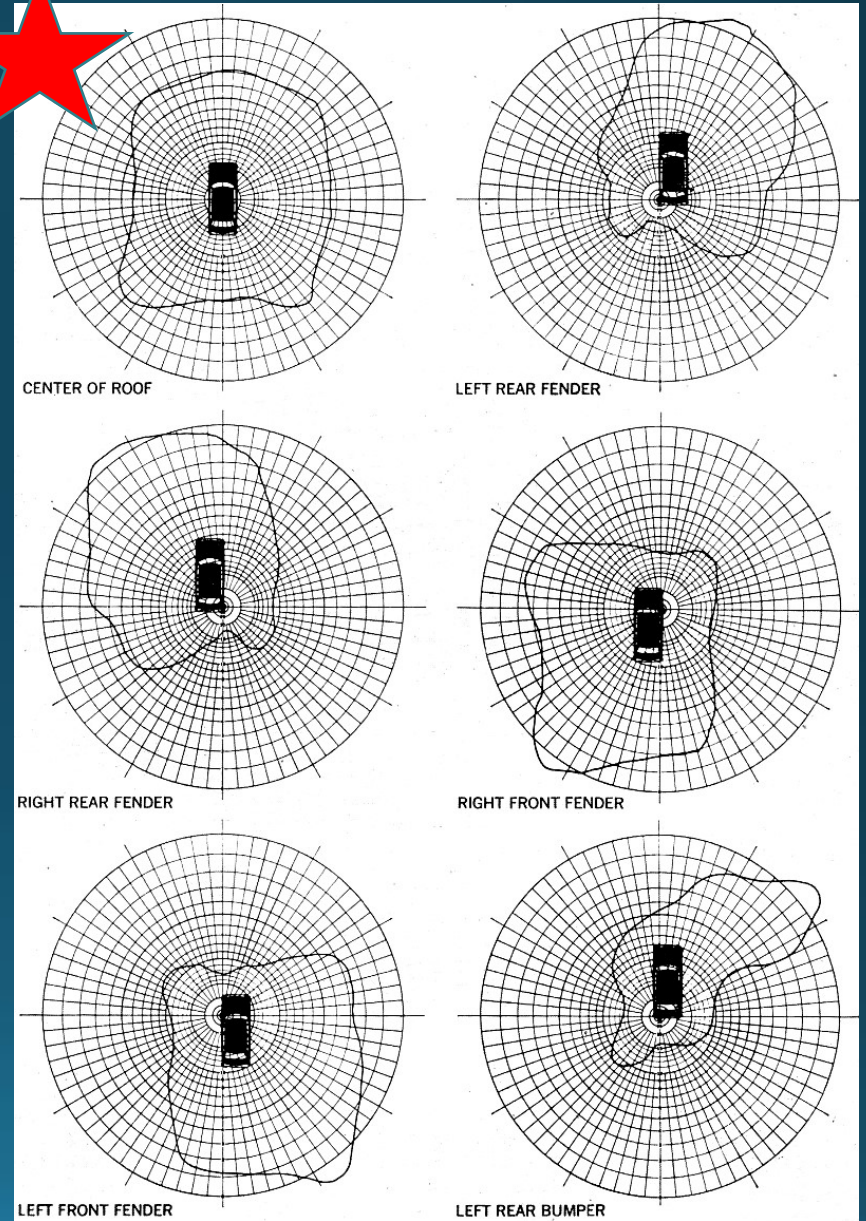 CENTER OF ROOF
LEFT REAR FENDER
RIGHT REAR FENDER
RIGHT FRONT FENDER
LEFT FRONT FENDER
LEFT REAR BUMPER